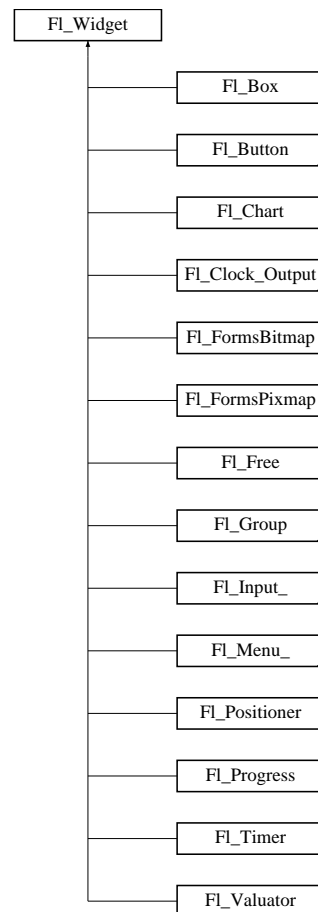 Fl_Widget
Fl_Box
Fl_Button
Fl_Chart
Fl_Clock_Output
Fl_FormsBitmap
Fl_FormsPixmap
Fl_Free
Fl_Group
Fl_Input_
Fl_Menu_
Fl_Positioner
Fl_Progress
Fl_Timer
Fl_Valuator